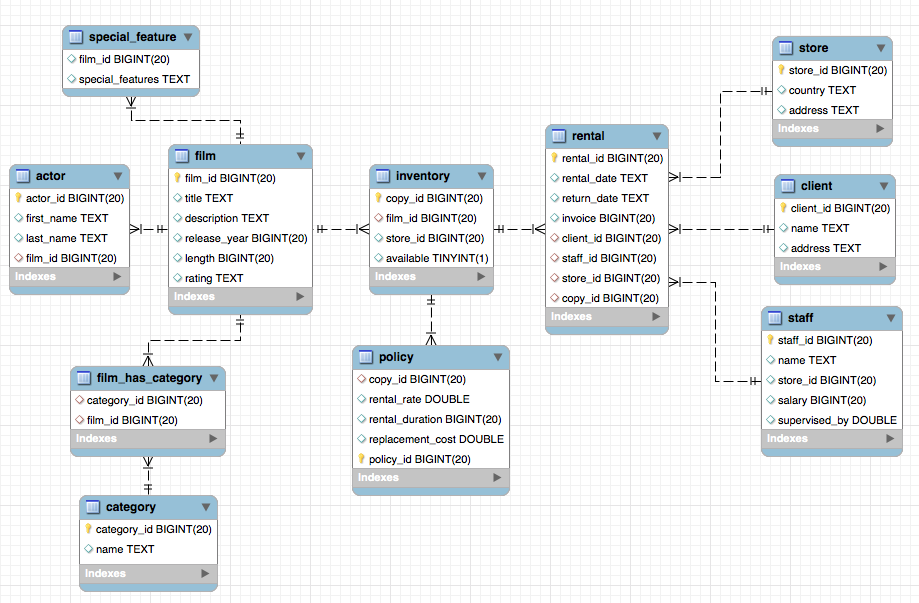 special_feature
film_id BIGINT(20)
special_features TEXT
actor
actor_id BIGINT(20)
first_name TEXT
last_name TEXT
film_id BIGINT(20)
Indexes
film
film_id BIGINT(20)
title TEXT
description TEXT
release_year BIGINT(20)
length BIGINT(20)
rating TEXT
Indexes
film_has_category
category_id BIGINT(20)
film_id BIGINT(20)
Indexes
category
category_id BIGINT(20)
name TEXT
Indexes
inventory
copy_id BIGINT(20)
film_id BIGINT(20)
store_id BIGINT(20)
available TINYINT(1)
Indexes
policy
copy_id BIGINT(20)
rental_rate DOUBLE
rental_duration BIGINT(20)
replacement_cost DOUBLE
policy_id BIGINT(20)
Indexes
rental
rental_id BIGINT(20)
rental_date TEXT
return_date TEXT
invoice BIGINT(20)
client_id BIGINT(20)
staff_id BIGINT(20)
store_id BIGINT(20)
copy_id BIGINT(20)
Indexes
store
store_id BIGINT(20)
country TEXT
address TEXT
Indexes
client
client_id BIGINT(20)
name TEXT
address TEXT
Indexes
staff
staff_id BIGINT(20)
name TEXT
store_id BIGINT(20)
salary BIGINT(20)
supervised_by DOUBLE
Indexes